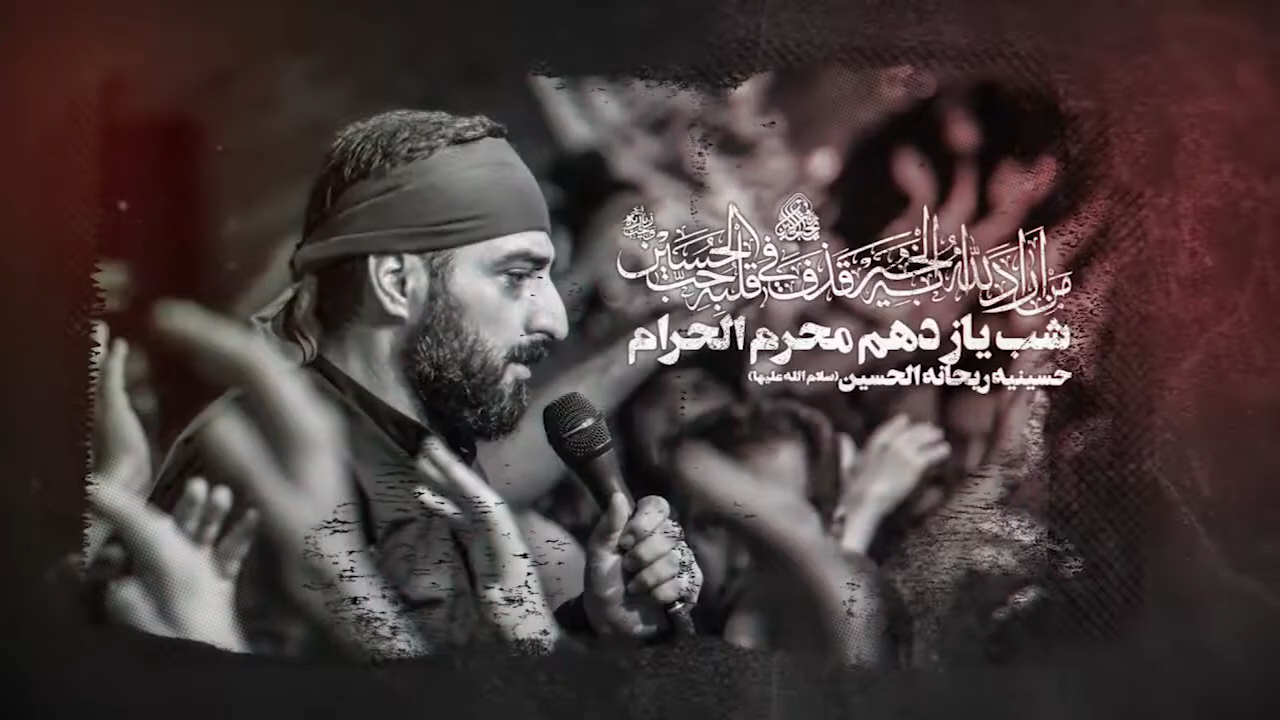 من اراد الله به الخیر قذف فی قلبه حب الحسین
شب یازدهم محرم الحرام
حسینیه ریحانه الحسین (سلام الله علیها)